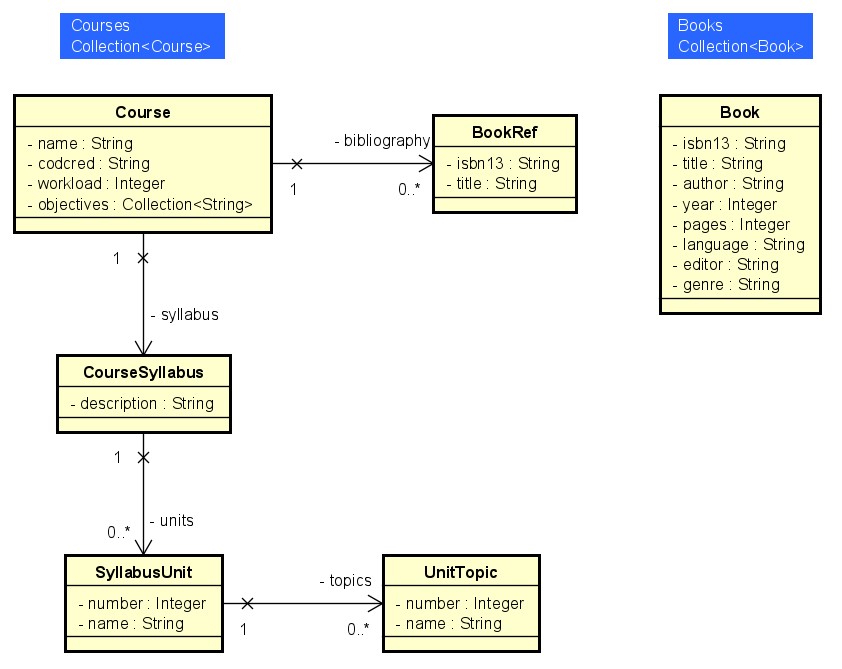 Courses
Collection<Course>
Books
Collection<Book>
Course
- name : String
- codcred : String
- workload : Integer
- objectives : Collection<String>
- bibliography
1
0..*
BookRef
- isbn13 : String
- title : String
Book
- isbn13 : String
- title : String
- author : String
- year : Integer
- pages : Integer
- language : String
- editor : String
- genre : String
1
- syllabus
CourseSyllabus
- description : String
1
- units
0..*
SyllabusUnit
- number : Integer
- name : String
- topics
1
0..*
UnitTopic
- number : Integer
- name : String